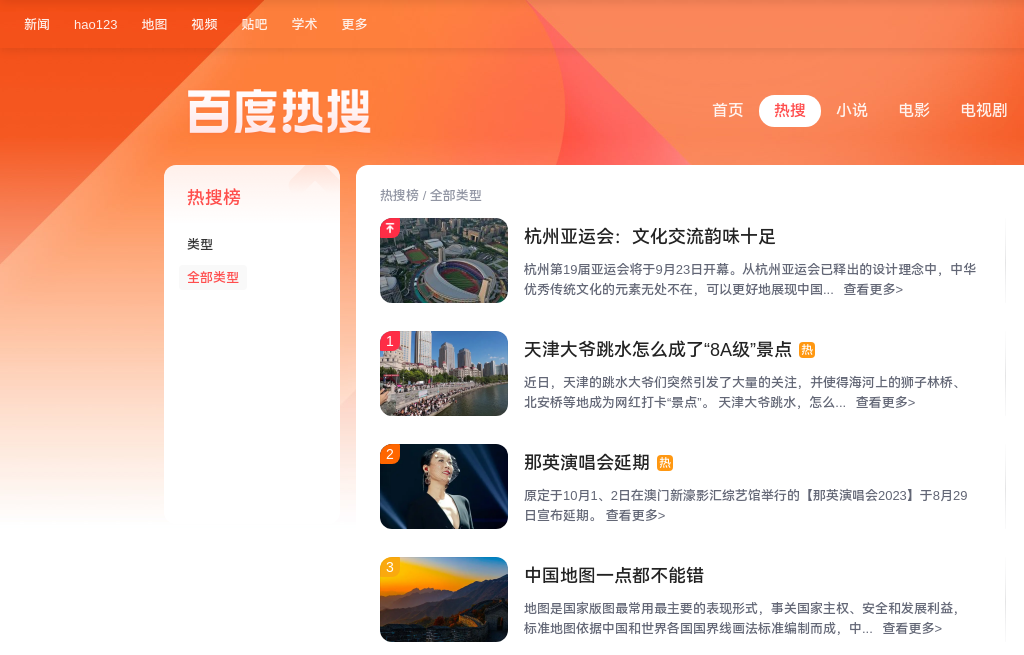 新闻 hao123 地图 视频 贴吧 学术 更多
百度热搜
首页 热搜 小说 电影 电视剧
热搜榜
类型
全部类型
热搜榜 / 全部类型
杭州亚运会：文化交流韵味十足
杭州第19届亚运会将于9月23日开幕。从杭州亚运会已释出的设计理念中，中华
优秀传统文化的元素无处不在，可以更好地展现中国... 查看更多>
1
天津大爷跳水怎么成了“8A级”景点 热
近日，天津的跳水大爷们突然引发了大量的关注，并使得海河上的狮子林桥、
北安桥等地成为网红打卡“景点”。 天津大爷跳水，怎么... 查看更多>
2
那英演唱会延期 热
原定于10月1、2日在澳门新濠影汇综艺馆举行的【那英演唱会2023】于8月29
日宣布延期。 查看更多>
3
中国地图一点都不能错
地图是国家版图最常用最主要的表现形式，事关国家主权、安全和发展利益，
标准地图依据中国和世界各国国界线画法标准编制而成，中... 查看更多>